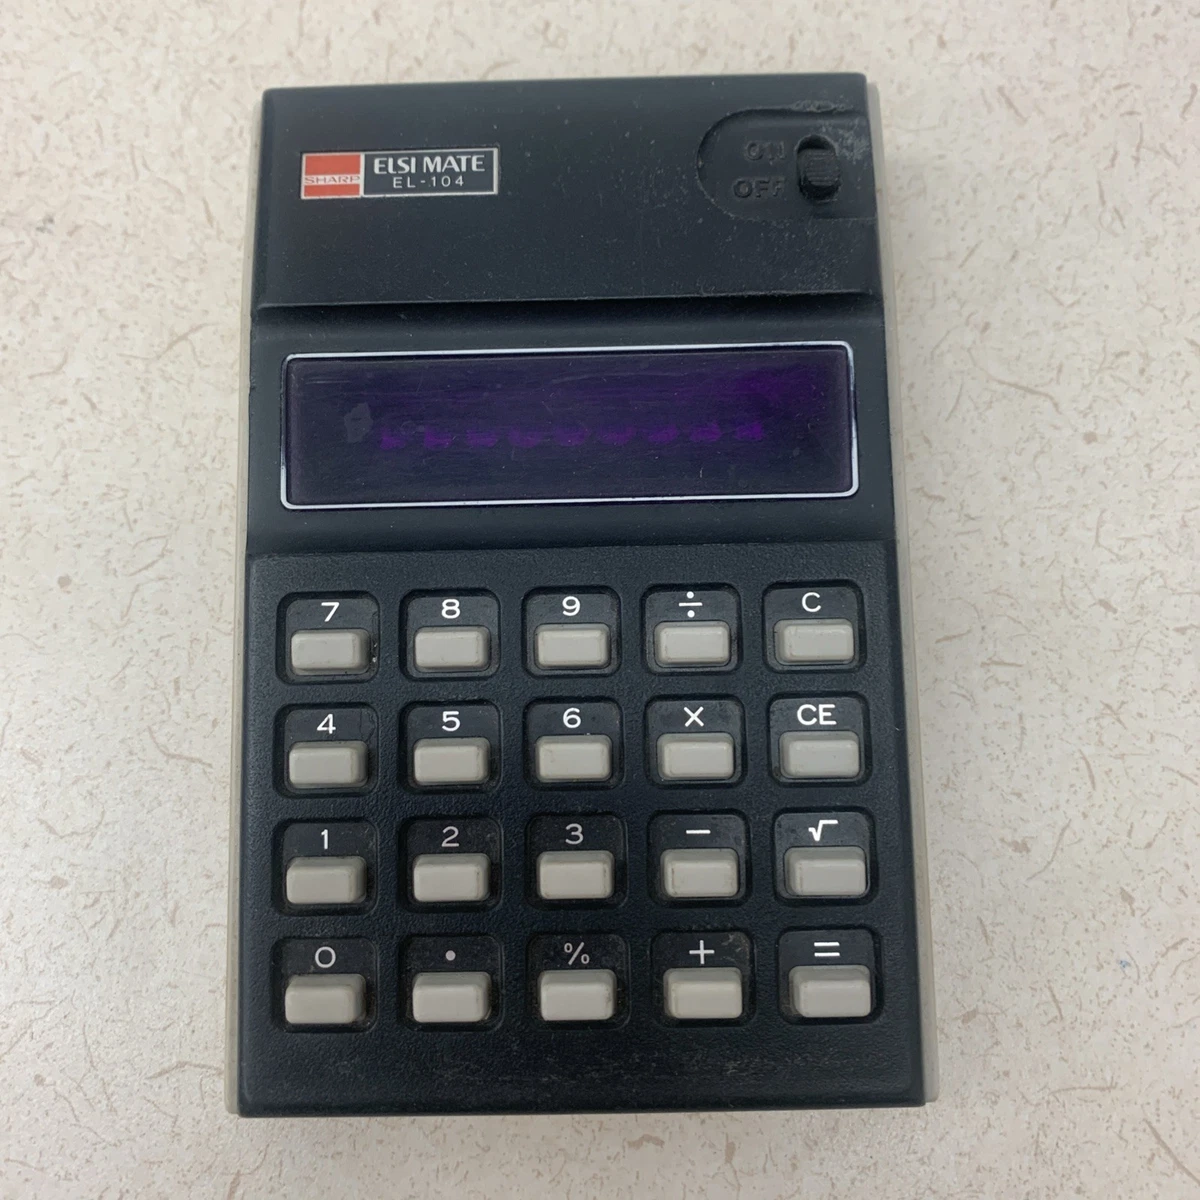 SHARP
ELSI MATE
EL-104
ON
OFF
7 8 9 ÷ C
4 5 6 X CE
1 2 3 − √
0 . % + =